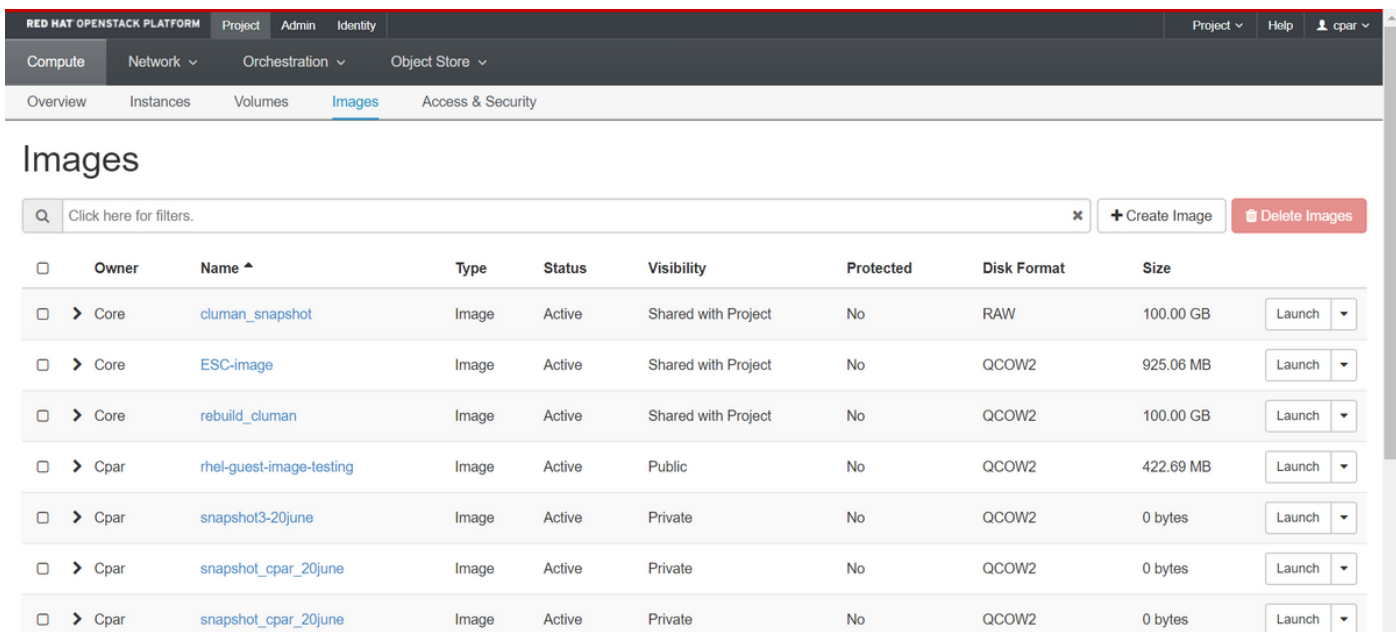 RED HAT OPENSTACK PLATFORM Project Admin Identity Project Help cpar
Compute Network Orchestration Object Store
Overview Instances Volumes Images Access & Security
Images
Click here for filters. Create Image Delete Images
Owner Name Type Status Visibility Protected Disk Format Size
Core cluman_snapshot Image Active Shared with Project No RAW 100.00 GB Launch
Core ESC-image Image Active Shared with Project No QCOW2 925.06 MB Launch
Core rebuild_cluman Image Active Shared with Project No QCOW2 100.00 GB Launch
Cpar rhel-guest-image-testing Image Active Public No QCOW2 422.69 MB Launch
Cpar snapshot3-20june Image Active Private No QCOW2 0 bytes Launch
Cpar snapshot_cpar_20june Image Active Private No QCOW2 0 bytes Launch
Cpar snapshot_cpar_20june Image Active Private No QCOW2 0 bytes Launch